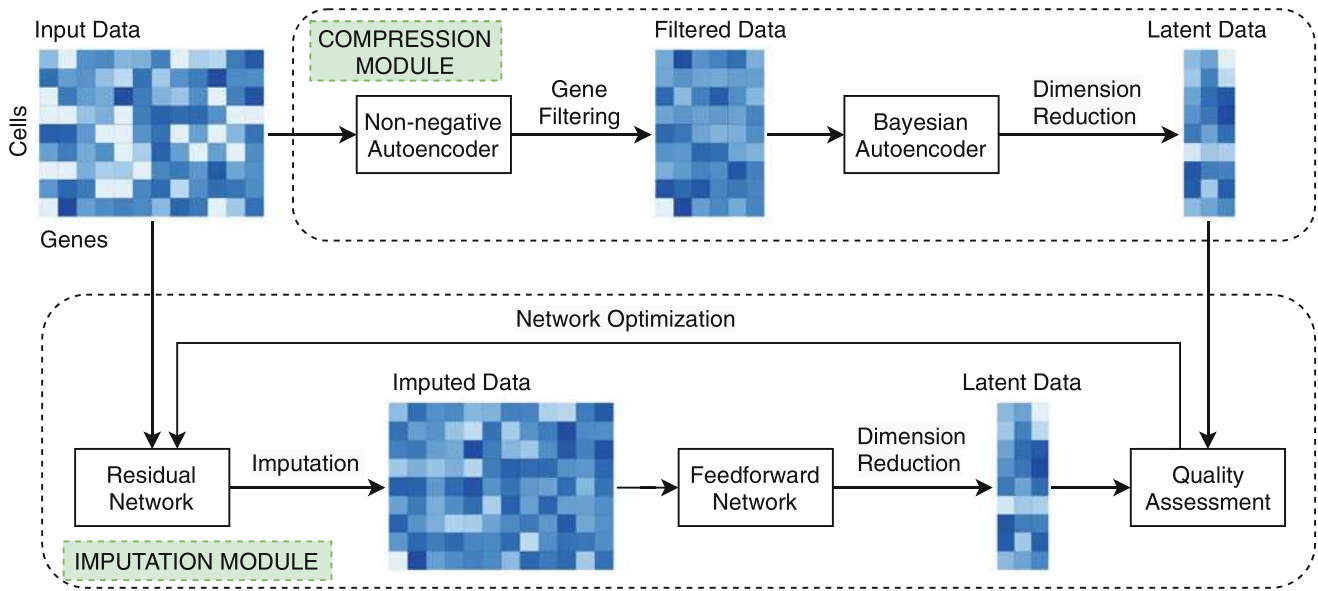 Input Data
COMPRESSION
MODULE
Filtered Data
Latent Data
Cells
Non-negative
Autoencoder
Gene
Filtering
Bayesian
Autoencoder
Dimension
Reduction
Genes
Network Optimization
Imputed Data
Latent Data
Residual
Network
Imputation
Feedforward
Network
Dimension
Reduction
Quality
Assessment
IMPUTATION MODULE